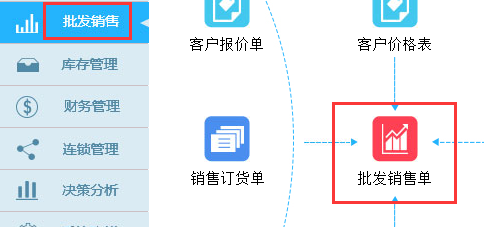 批发销售
库存管理
财务管理
连锁管理
决策分析
客户报价单
客户价格表
销售订货单
批发销售单